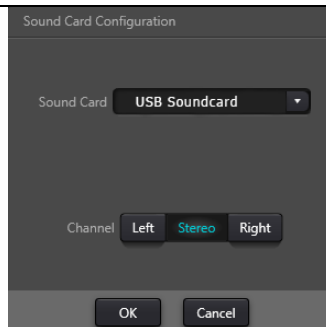 Sound Card Configuration
Sound Card USB Soundcard
Channel Left Stereo Right
OK Cancel